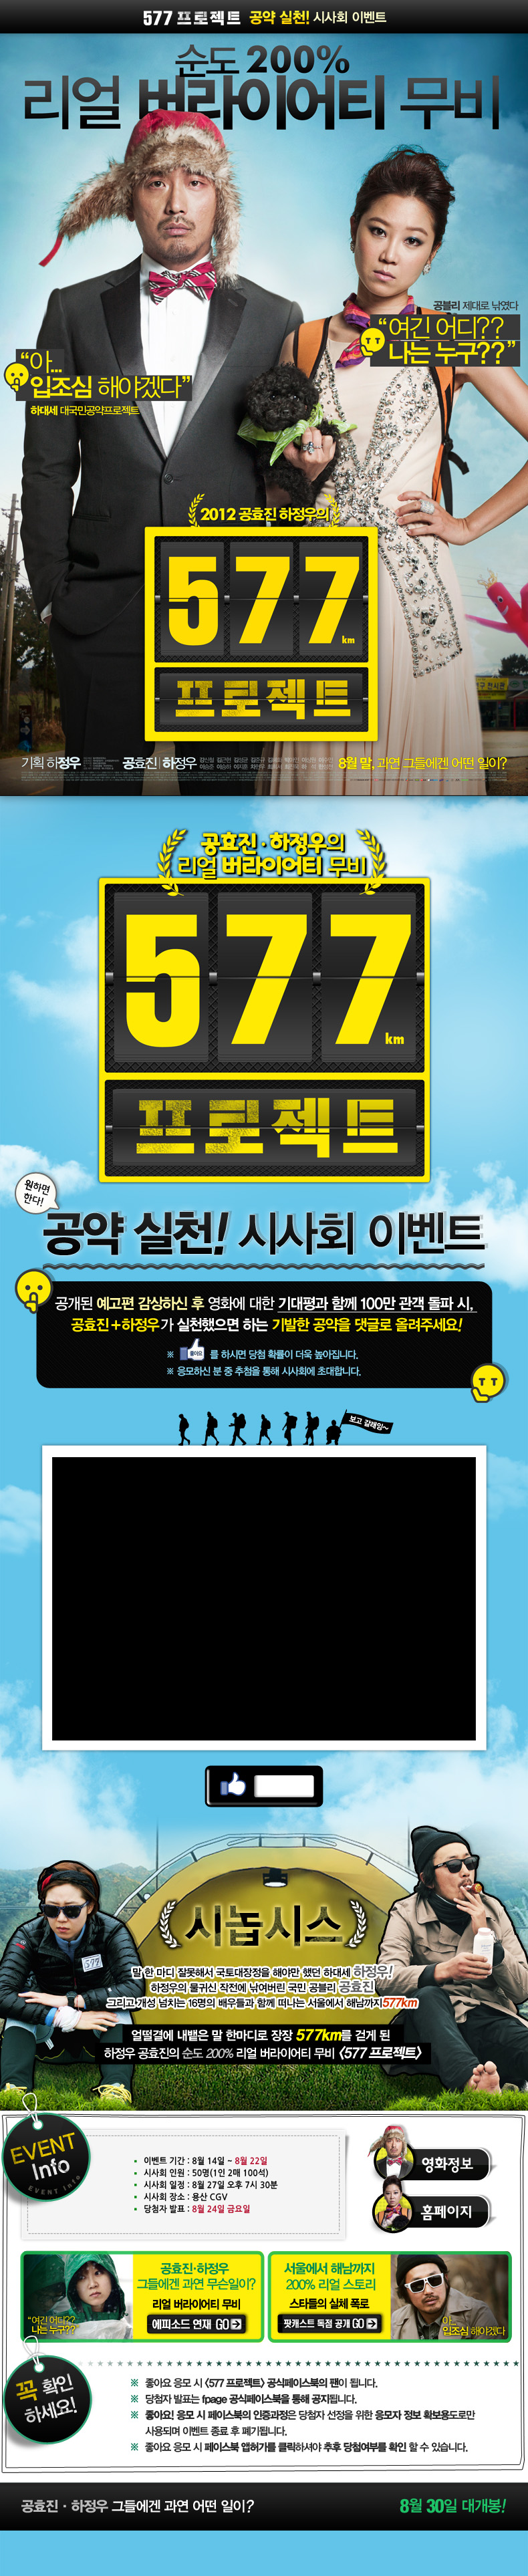 577 프로젝트 공약 실천! 시사회 이벤트
순도 200%
리얼 버라이어티 무비
공블리 제대로 낚였다
"여긴 어디??
나는 누구??"
"아...
입조심 해야겠다"
하대세 대국민공약프로젝트
2012 공효진 하정우의
577 km
프로젝트
기획 하정우
공효진 하정우
8월 말, 과연 그들에겐 어떤 일이?
공효진·하정우의
리얼 버라이어티 무비
577 km
프로젝트
원하면
한다!
공약 실천! 시사회 이벤트
공개된 예고편 감상하신 후 영화에 대한 기대평과 함께 100만 관객 돌파 시,
공효진+하정우가 실천했으면 하는 기발한 공약을 댓글로 올려주세요!
※ 좋아요 를 하시면 당첨 확률이 더욱 높아집니다.
※ 응모하신 분 중 추첨을 통해 시사회에 초대합니다.
보고 갈래잉~
577
시놉시스
말 한 마디 잘못해서 국토대장정을 해야만 했던 하대세 하정우!
하정우의 물귀신 작전에 낚여버린 국민 공블리 공효진!
그리고 개성 넘치는 16명의 배우들과 함께 떠나는 서울에서 해남까지 577km
얼떨결에 내뱉은 말 한마디로 장장 577km를 걷게 된
하정우 공효진의 순도 200% 리얼 버라이어티 무비 <577 프로젝트>
EVENT
Info
EVENT Info
이벤트 기간 : 8월 14일 ~ 8월 22일
시사회 인원 : 50명(1인 2매 100석)
시사회 일정 : 8월 27일 오후 7시 30분
시사회 장소 : 용산 CGV
당첨자 발표 : 8월 24일 금요일
영화정보
홈페이지
공효진·하정우
그들에겐 과연 무슨일이?
리얼 버라이어티 무비
에피소드 연재 GO
"여긴 어디??
나는 누구??"
서울에서 해남까지
200% 리얼 스토리
스타들의 실체 폭로
팟캐스트 독점 공개 GO
아...
입조심 해야겠다
꼭 확인
하세요!
※ 좋아요 응모 시 <577 프로젝트> 공식페이스북의 팬이 됩니다.
※ 당첨자 발표는 fpage 공식페이스북을 통해 공지됩니다.
※ 좋아요! 응모 시 페이스북의 인증과정은 당첨자 선정을 위한 응모자 정보 확보용도로만
사용되며 이벤트 종료 후 폐기됩니다.
※ 좋아요 응모 시 페이스북 앱허가를 클릭하셔야 추후 당첨여부를 확인 할 수 있습니다.
공효진·하정우 그들에겐 과연 어떤 일이?
8월 30일 대개봉!